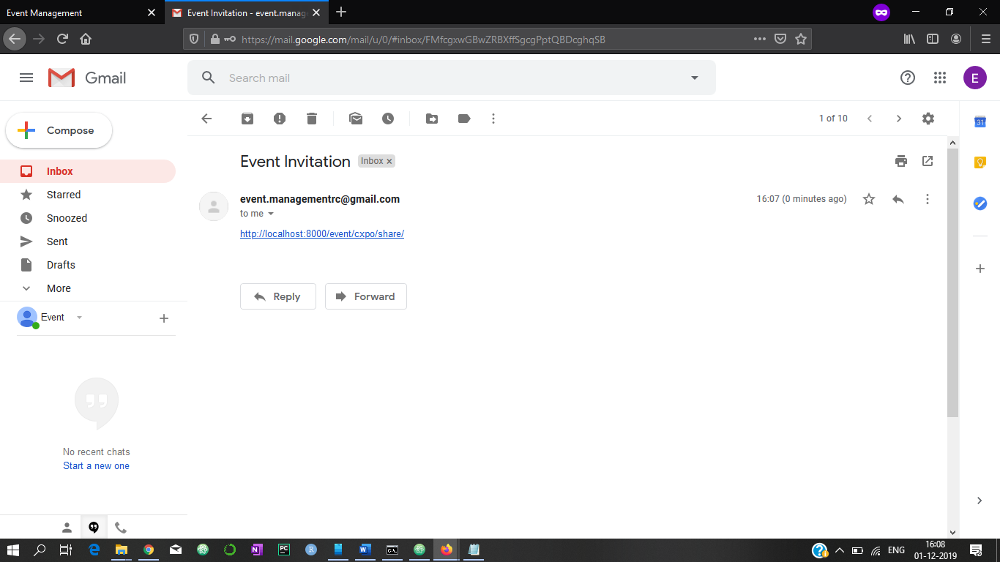 Event Management
Event Invitation - event.manag
https://mail.google.com/mail/u/0/#inbox/FMfcgxwGBwZRBXffSgcgPptQBDcghqSB
Gmail
Search mail
E
Compose
1 of 10
31
Inbox
Starred
Snoozed
Sent
Drafts
More
Event
No recent chats
Start a new one
Event Invitation
Inbox x
event.managementrc@gmail.com
16:07 (0 minutes ago)
to me
http://localhost:8000/event/cxpo/share/
Reply
Forward
N
PC
R
W
C:\.
ENG
16:08
01-12-2019